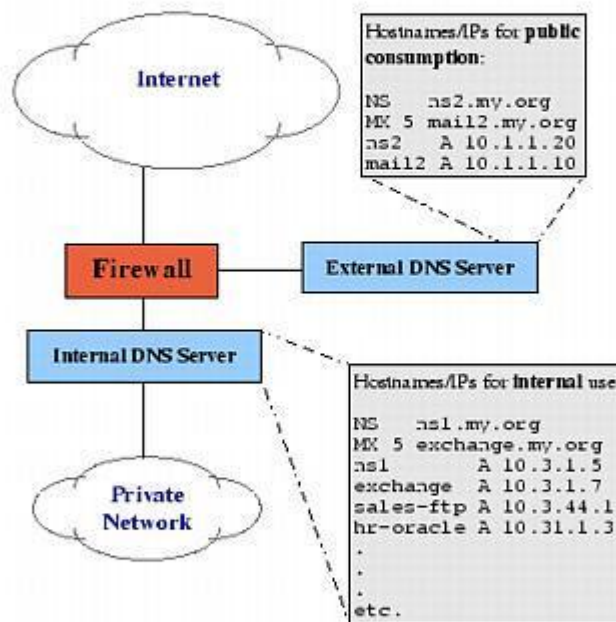 Internet
Hostnames/IPs for public
consumption:
NS ns2.my.org
MX 5 mail2.my.org
ns2 A 10.1.1.20
mail2 A 10.1.1.10
Firewall
External DNS Server
Internal DNS Server
Hostnames/IPs for internal use
NS ns1.my.org
MX 5 exchange.my.org
ns1 A 10.3.1.5
exchange A 10.3.1.7
sales-ftp A 10.3.44.1
hr-oracle A 10.31.1.3
.
.
.
etc.
Private
Network